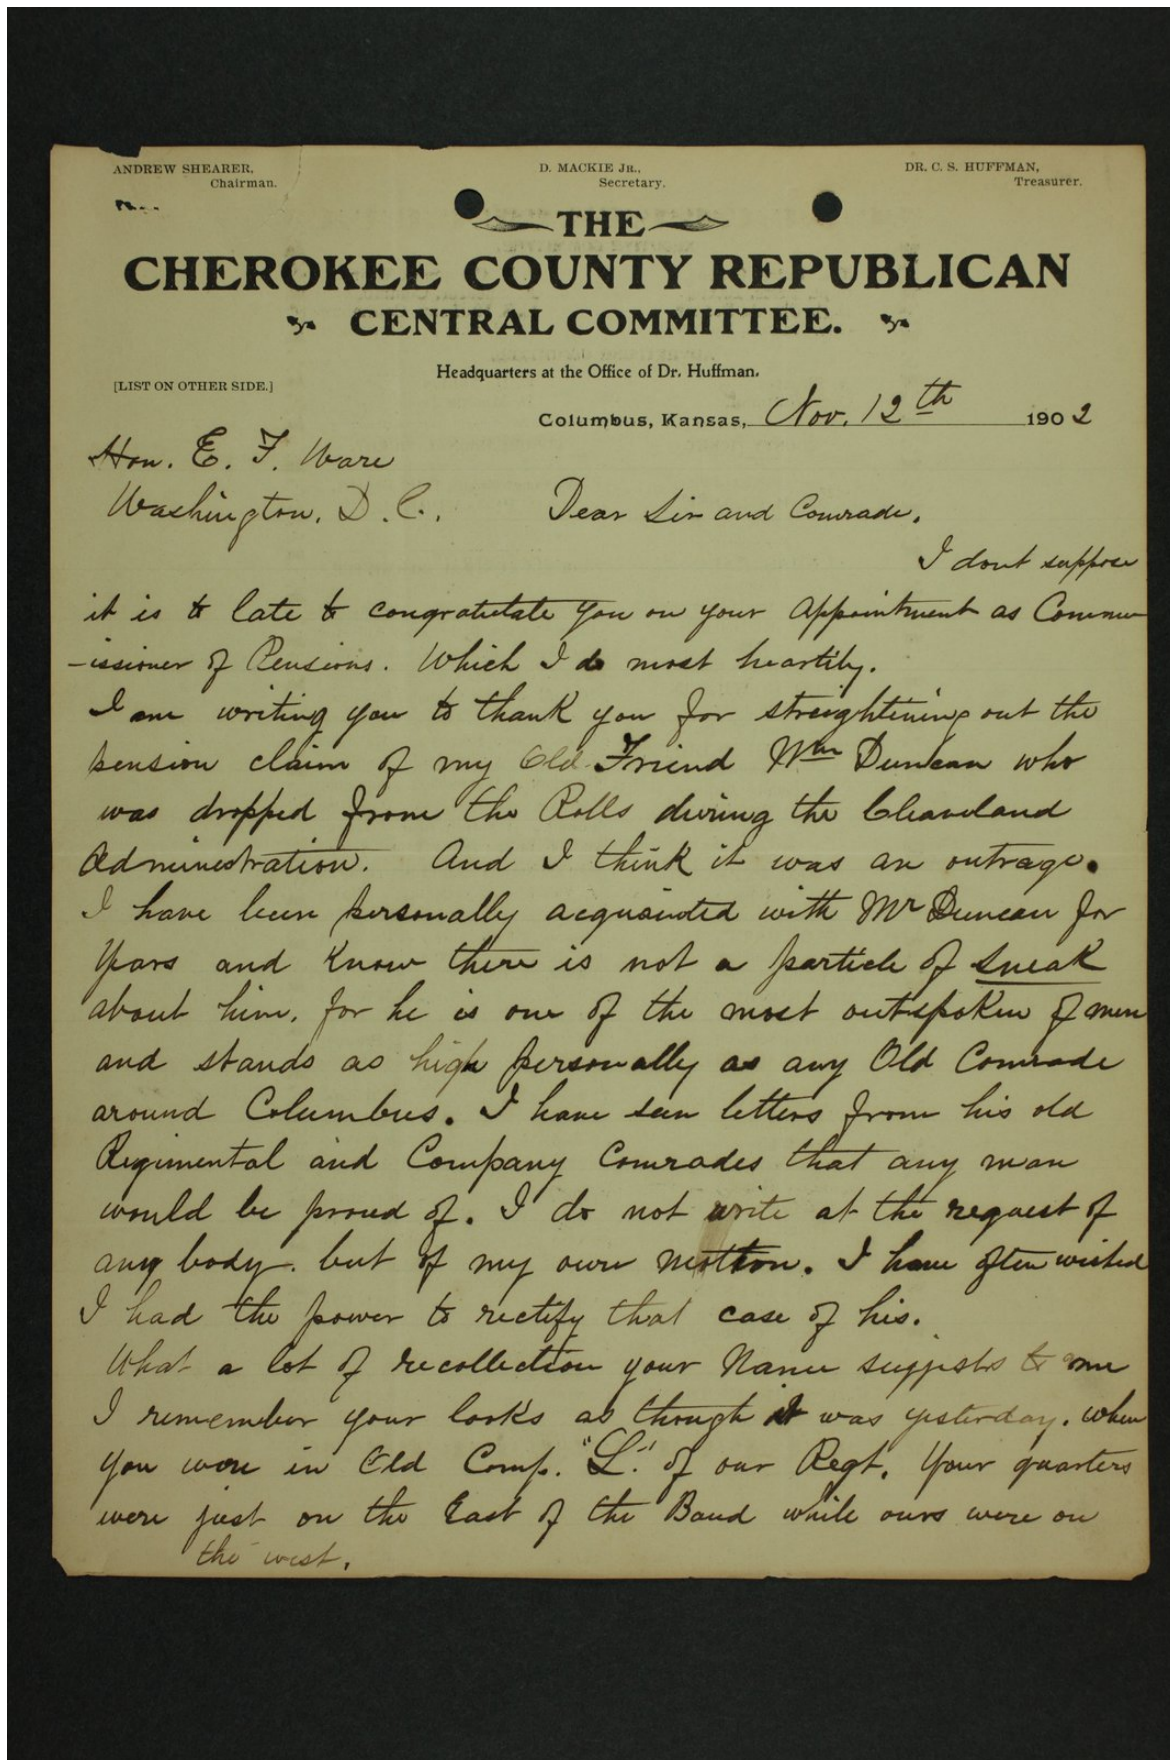 ANDREW SHEARER, Chairman.
D. MACKIE JR., Secretary.
DR. C. S. HUFFMAN, Treasurer.
THE
CHEROKEE COUNTY REPUBLICAN
CENTRAL COMMITTEE.
Headquarters at the Office of Dr. Huffman.
[LIST ON OTHER SIDE.]
Columbus, Kansas, Nov. 12th 1902
Hon. E. F. Ware
Washington. D. C.,
Dear Sir and Comrade.
I dont suppose
it is to late to congratulate you on your Appointment as Comm
-issioner of Pensions. Which I do most heartily.
I am writing you to thank you for streightening out the
pension claim of my Old Friend Wm Duncan who
was dropped from the Rolls during the Cleaveland
Administration. And I think it was an outrage.
I have been personally acquainted with Mr Duncan for
Years and Know there is not a particle of Sneak
about him. for he is one of the most outspoken of men
and stands as high personally as any Old Comrade
around Columbus. I have seen letters from his old
Regimental and Company Comrades that any man
would be proud of. I do not write at the request of
any body. but of my own motion. I have often wished
I had the power to rectify that case of his.
What a lot of recollection your Name suggests to me
I remember your looks as though it was yesterday. when
you were in Old Comp. "L." of our Regt. Your quarters
were just on the East of the Band while ours were on
the west.